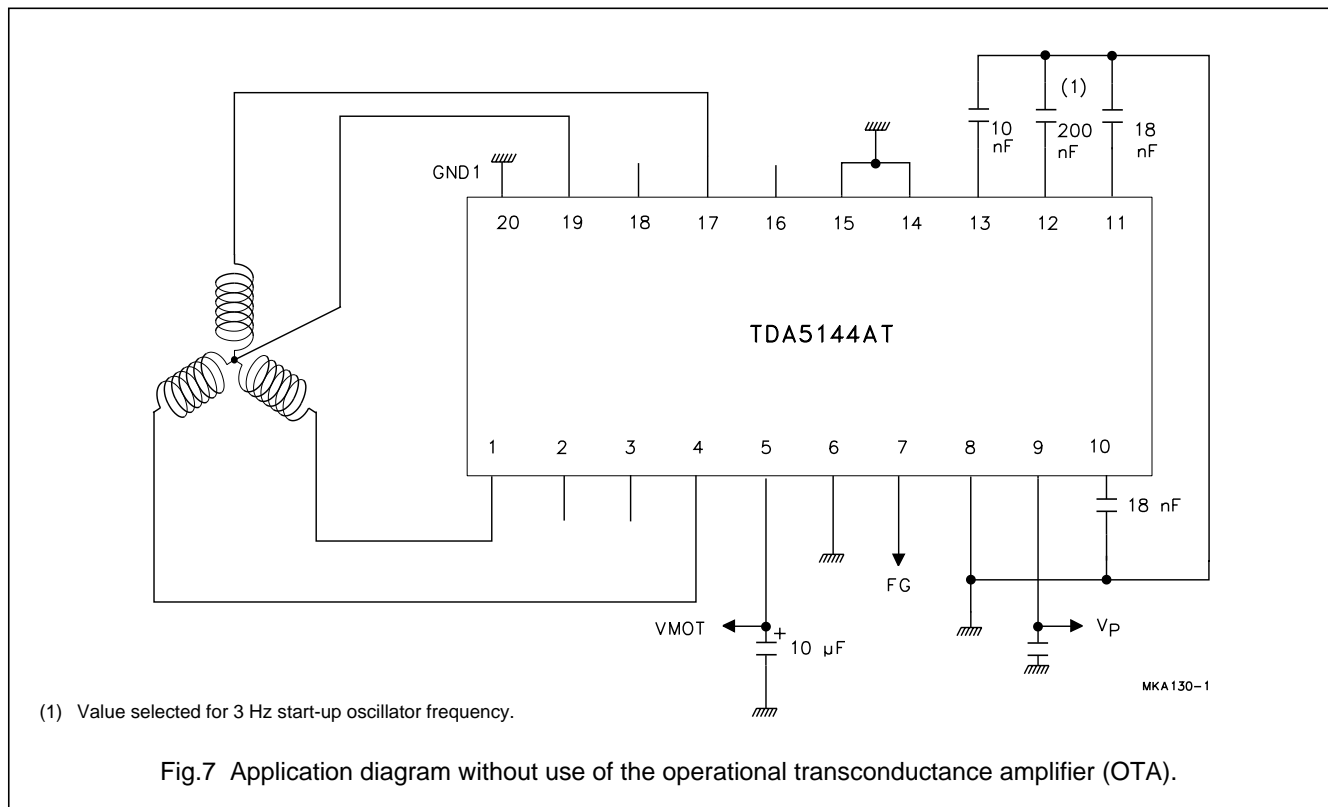 (1)
10 nF
200 nF
18 nF
GND1
20 19 18 17 16 15 14 13 12 11
TDA5144AT
1 2 3 4 5 6 7 8 9 10
18 nF
FG
VMOT
+
10 µF
VP
MKA130-1
(1) Value selected for 3 Hz start-up oscillator frequency.
Fig.7 Application diagram without use of the operational transconductance amplifier (OTA).